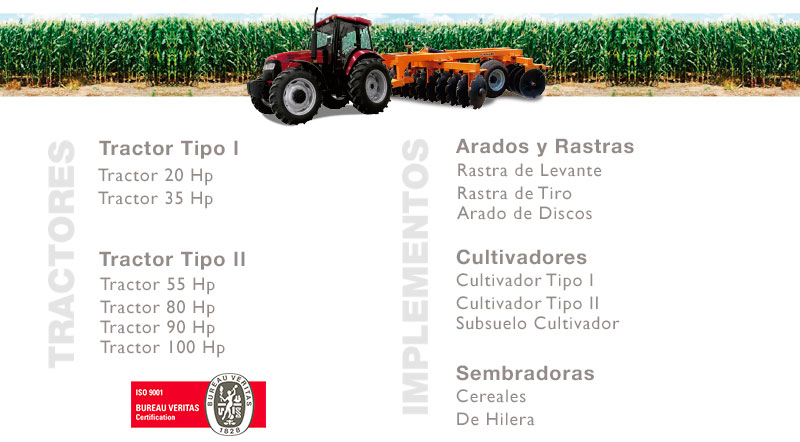 TRACTORES
Tractor Tipo I
Tractor 20 Hp
Tractor 35 Hp
Tractor Tipo II
Tractor 55 Hp
Tractor 80 Hp
Tractor 90 Hp
Tractor 100 Hp
ISO 9001
BUREAU VERITAS
Certification
BUREAU VERITAS
1828
IMPLEMENTOS
Arados y Rastras
Rastra de Levante
Rastra de Tiro
Arado de Discos
Cultivadores
Cultivador Tipo I
Cultivador Tipo II
Subsuelo Cultivador
Sembradoras
Cereales
De Hilera